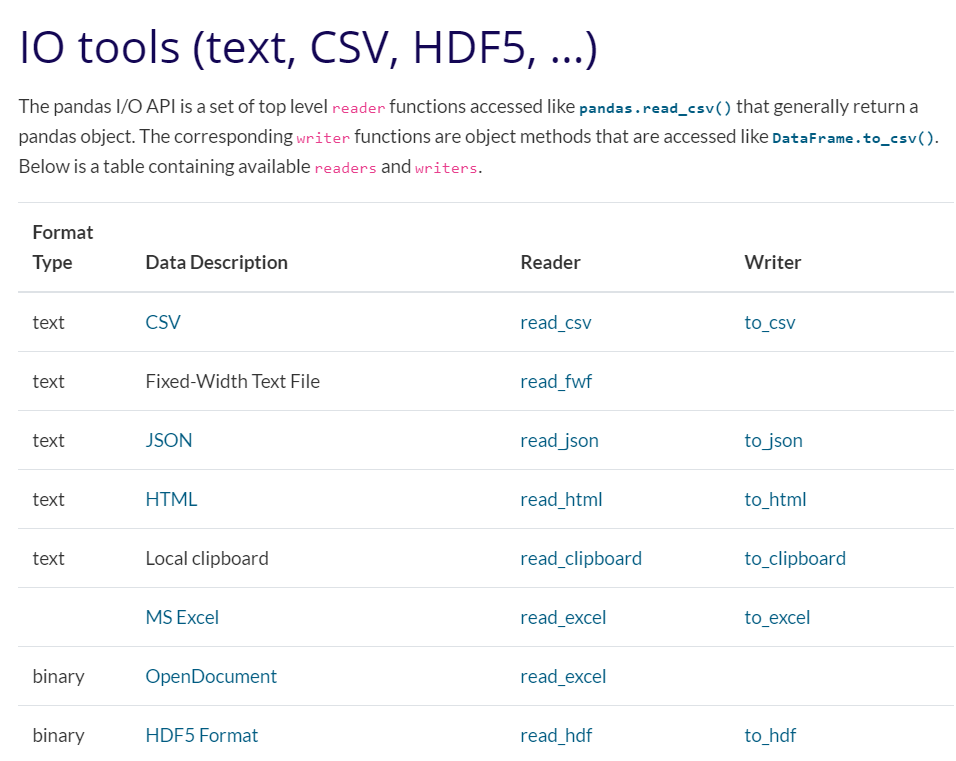 IO tools (text, CSV, HDF5, …)
The pandas I/O API is a set of top level reader functions accessed like pandas.read_csv() that generally return a
pandas object. The corresponding writer functions are object methods that are accessed like DataFrame.to_csv().
Below is a table containing available readers and writers.
Format
Type Data Description Reader Writer
text CSV read_csv to_csv
text Fixed-Width Text File read_fwf
text JSON read_json to_json
text HTML read_html to_html
text Local clipboard read_clipboard to_clipboard
MS Excel read_excel to_excel
binary OpenDocument read_excel
binary HDF5 Format read_hdf to_hdf